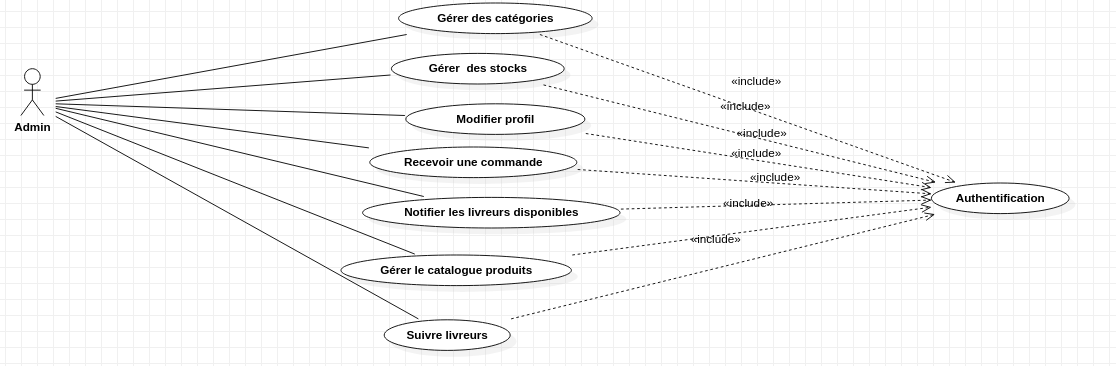 Gérer des catégories
Gérer  des stocks
«include»
«include»
Admin
Modifier profil
«include»
Recevoir une commande
«include»
«include»
Authentification
Notifier les livreurs disponibles
«include»
«include»
Gérer le catalogue produits
Suivre livreurs